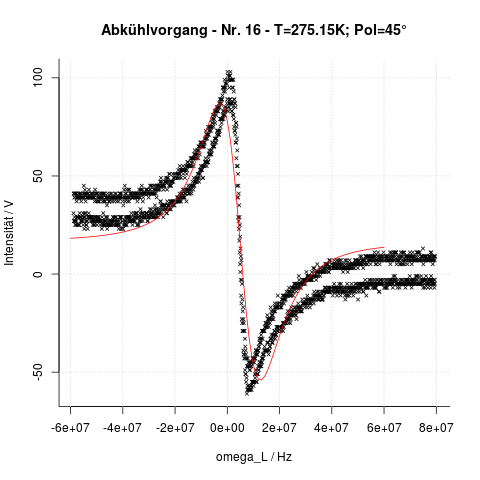 Abkühlvorgang - Nr. 16 - T=275.15K; Pol=45°
Intensität / V
100
50
0
-50
-6e+07 -4e+07 -2e+07 0e+00 2e+07 4e+07 6e+07 8e+07
omega_L / Hz